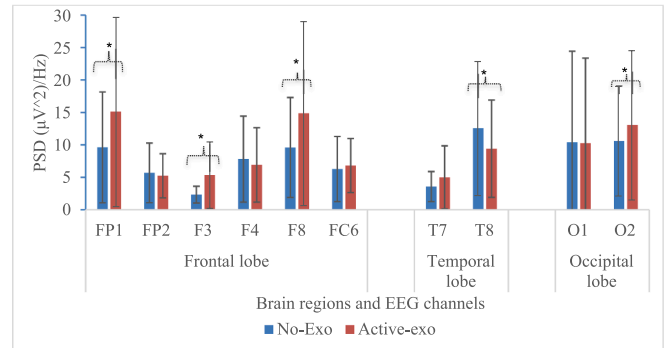 PSD (µV^2)/Hz
30
25
20
15
10
5
0
* * * * *
FP1 FP2 F3 F4 F8 FC6 T7 T8 O1 O2
Frontal lobe Temporal lobe Occipital lobe
Brain regions and EEG channels
No-Exo Active-exo